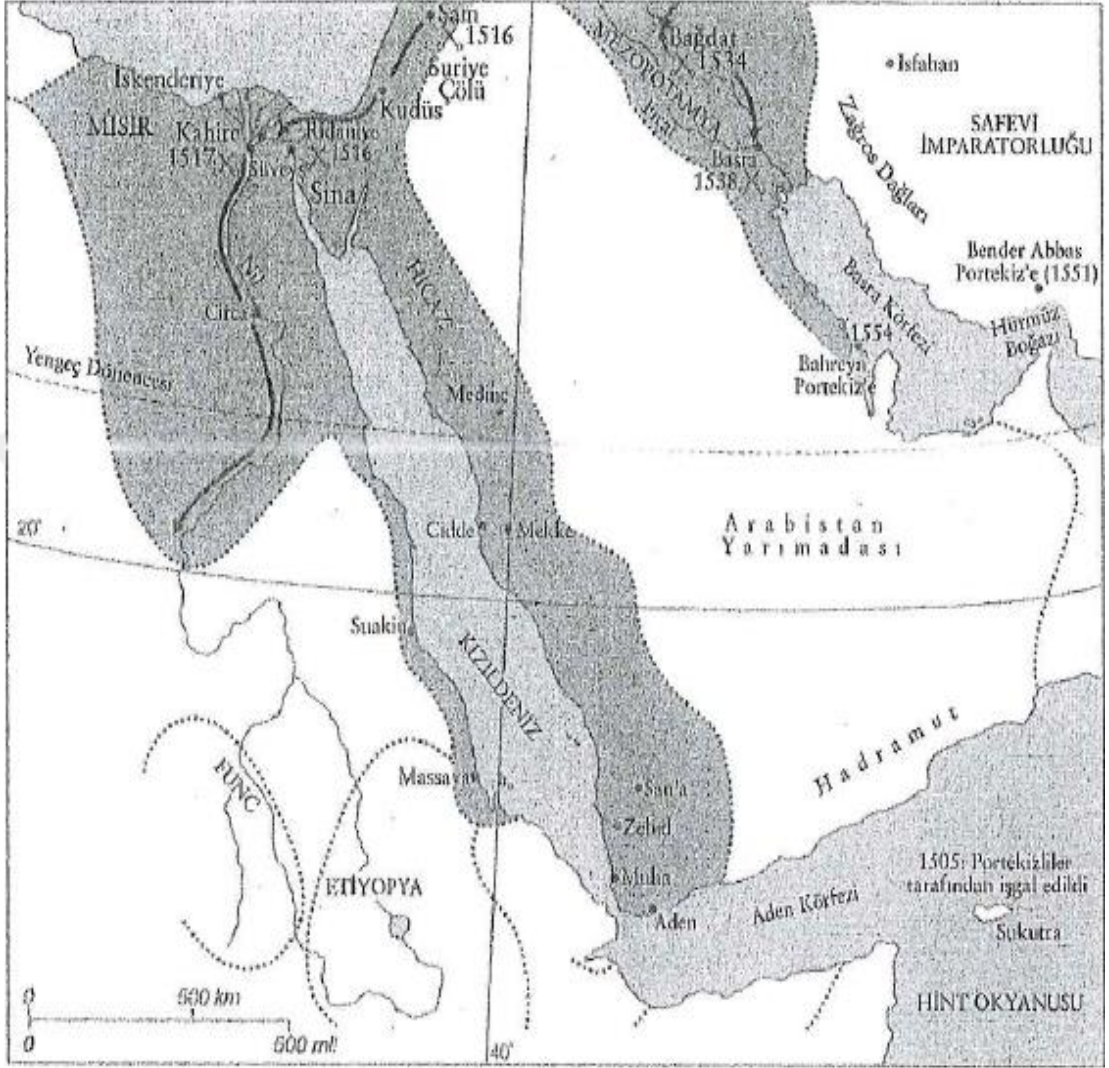 Şam
1516
Suriye
Çölü
Kudüs
İskenderiye
MISIR
Kahire
1517
Ridaniye
1516
Süveyş
Sina
Nil
Circa
HİCAZ
Medine
Yengeç Dönencesi
Bağdat
1534
MEZOPOTAMYA
Fırat
Basra
1538
İsfahan
SAFEVİ
İMPARATORLUĞU
Zağros Dağları
Bender Abbas
Portekiz'e (1551)
Basra Körfezi
Hürmüz
Boğazı
1554
Bahreyn
Portekiz'e
20°
Cidde
Mekke
Arabistan
Yarımadası
Suakin
KIZILDENİZ
Massava
FUNC
ETİYOPYA
San'a
Zebid
Muha
Aden
Aden Körfezi
Hadramut
1505: Portekizliler
tarafından işgal edildi
Sukutra
HİNT OKYANUSU
0
500 km
0
500 mil
40°